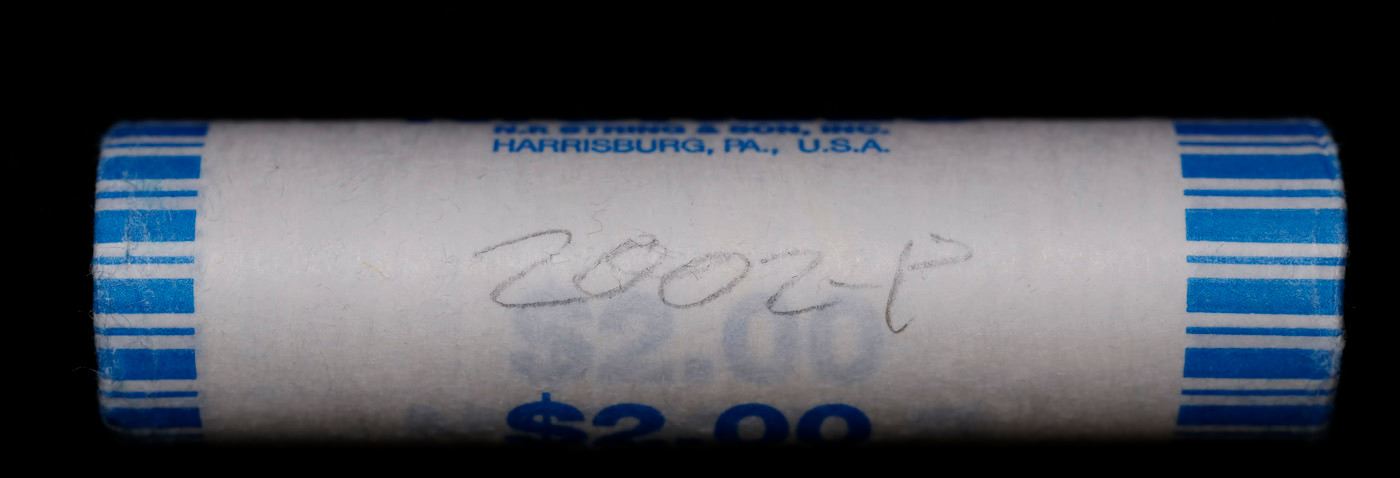 N.F. STRING & SON, INC.
HARRISBURG, PA., U.S.A.
2002-P
$2.00
$2.00